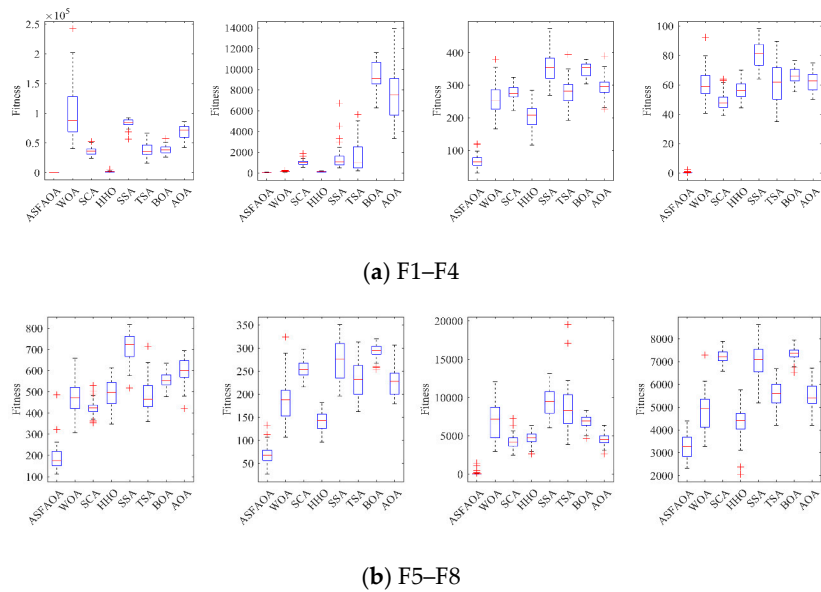 ×10⁵
2.5
2
1.5
1
0.5
0
Fitness
ASFAOA WOA SCA HHO SSA TSA BOA AOA
14000
12000
10000
8000
6000
4000
2000
0
Fitness
ASFAOA WOA SCA HHO SSA TSA BOA AOA
400
300
200
100
Fitness
ASFAOA WOA SCA HHO SSA TSA BOA AOA
100
80
60
40
20
0
Fitness
ASFAOA WOA SCA HHO SSA TSA BOA AOA
(a) F1–F4
800
700
600
500
400
300
200
100
Fitness
ASFAOA WOA SCA HHO SSA TSA BOA AOA
350
300
250
200
150
100
50
Fitness
ASFAOA WOA SCA HHO SSA TSA BOA AOA
20000
15000
10000
5000
0
Fitness
ASFAOA WOA SCA HHO SSA TSA BOA AOA
8000
7000
6000
5000
4000
3000
2000
Fitness
ASFAOA WOA SCA HHO SSA TSA BOA AOA
(b) F5–F8